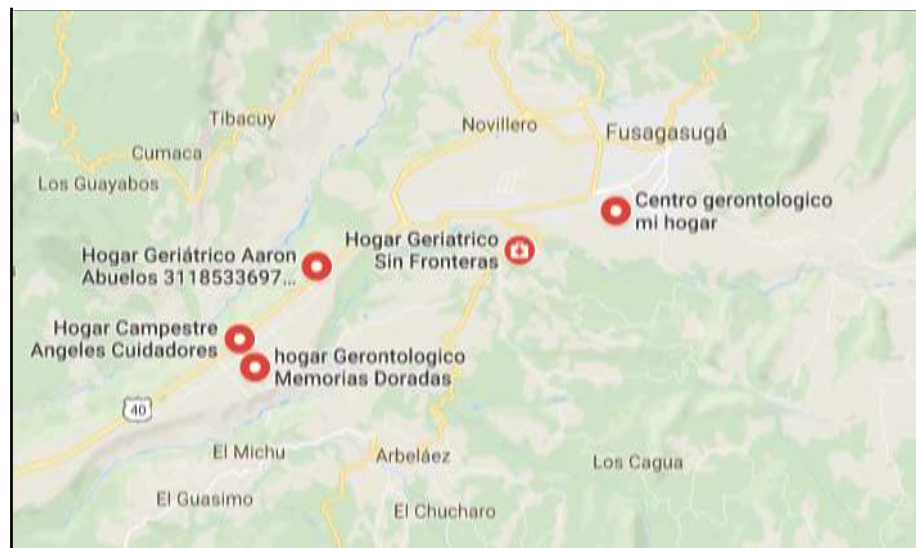 Tibacuy
Novillero
Fusagasugá
Cumaca
Los Guayabos
Centro gerontologico
mi hogar
Hogar Geriatrico
Sin Fronteras
Hogar Geriátrico Aaron
Abuelos 3118533697...
Hogar Campestre
Angeles Cuidadores
hogar Gerontologico
Memorias Doradas
40
El Michu
Arbeláez
Los Cagua
El Guasimo
El Chucharo